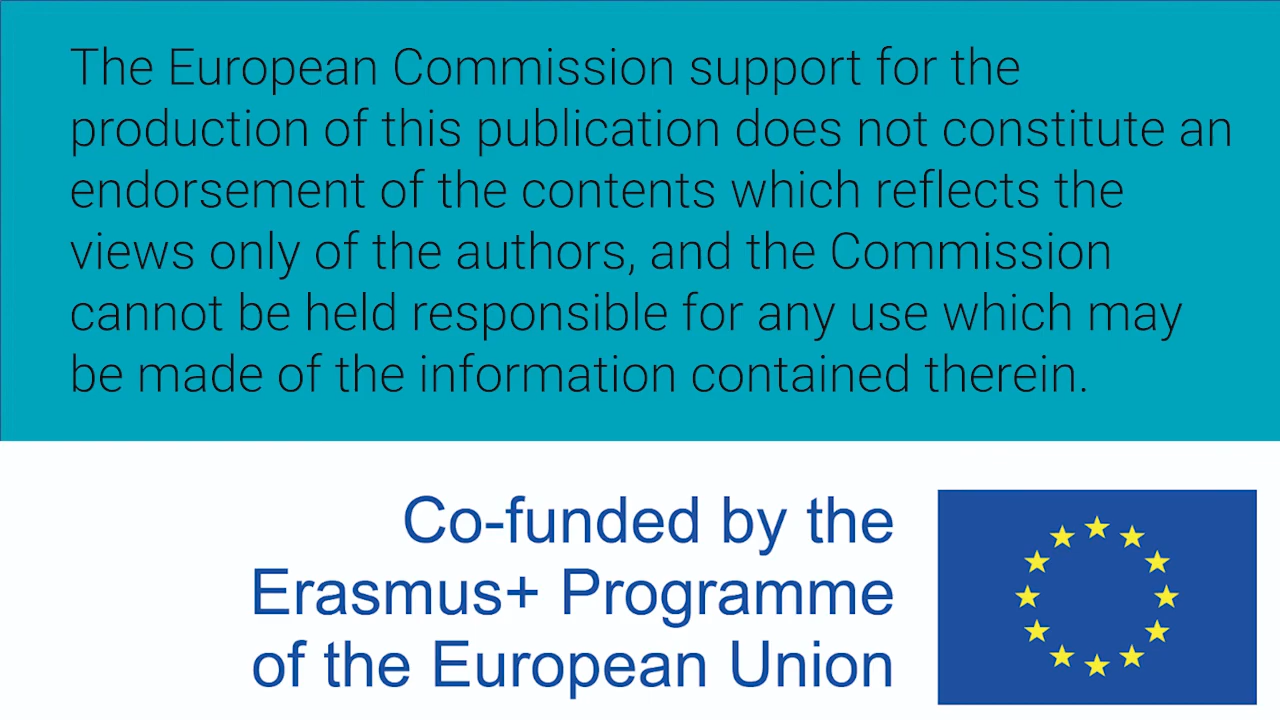 The European Commission support for the
production of this publication does not constitute an
endorsement of the contents which reflects the
views only of the authors, and the Commission
cannot be held responsible for any use which may
be made of the information contained therein.
Co-funded by the
Erasmus+ Programme
of the European Union